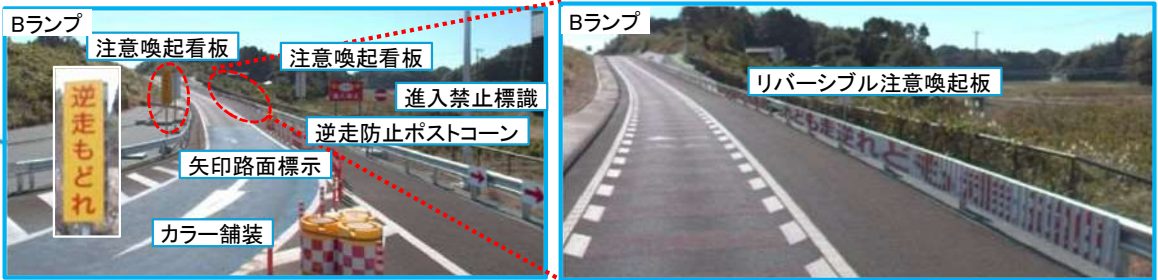 Bランプ
注意喚起看板
注意喚起看板
進入禁止標識
逆走防止ポストコーン
矢印路面標示
カラー舗装
逆走もどれ
Bランプ
リバーシブル注意喚起板